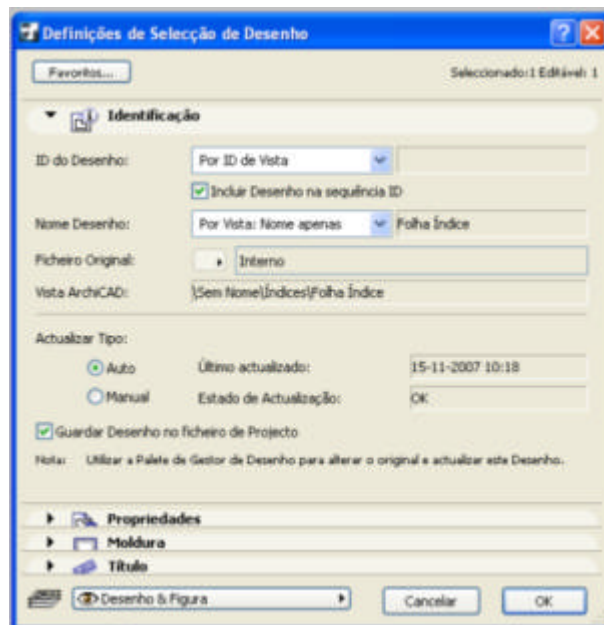 Definições de Selecção de Desenho
Favoritos... Seleccionado:1 Editável: 1
Identificação
ID do Desenho: Por ID de Vista
Incluir Desenho na sequência ID
Nome Desenho: Por Vista: Nome apenas Folha Índice
Ficheiro Original: Interno
Vista ArchiCAD: \Sem Nome\Índices\Folha Índice
Actualizar Tipo:
Auto Último actualizado: 15-11-2007 10:18
Manual Estado de Actualização: OK
Guardar Desenho no ficheiro de Projecto
Nota: Utilizar a Palete de Gestor de Desenho para alterar o original e actualizar este Desenho.
Propriedades
Moldura
Título
Desenho & Figura Cancelar OK